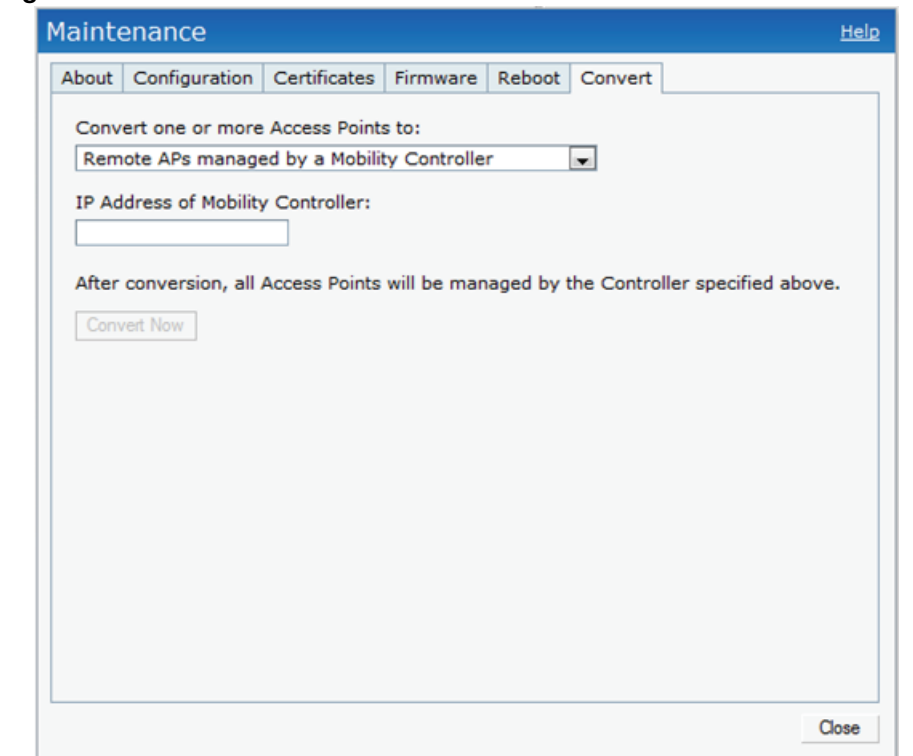 Maintenance Help
About Configuration Certificates Firmware Reboot Convert
Convert one or more Access Points to:
Remote APs managed by a Mobility Controller
IP Address of Mobility Controller:
After conversion, all Access Points will be managed by the Controller specified above.
Convert Now
Close